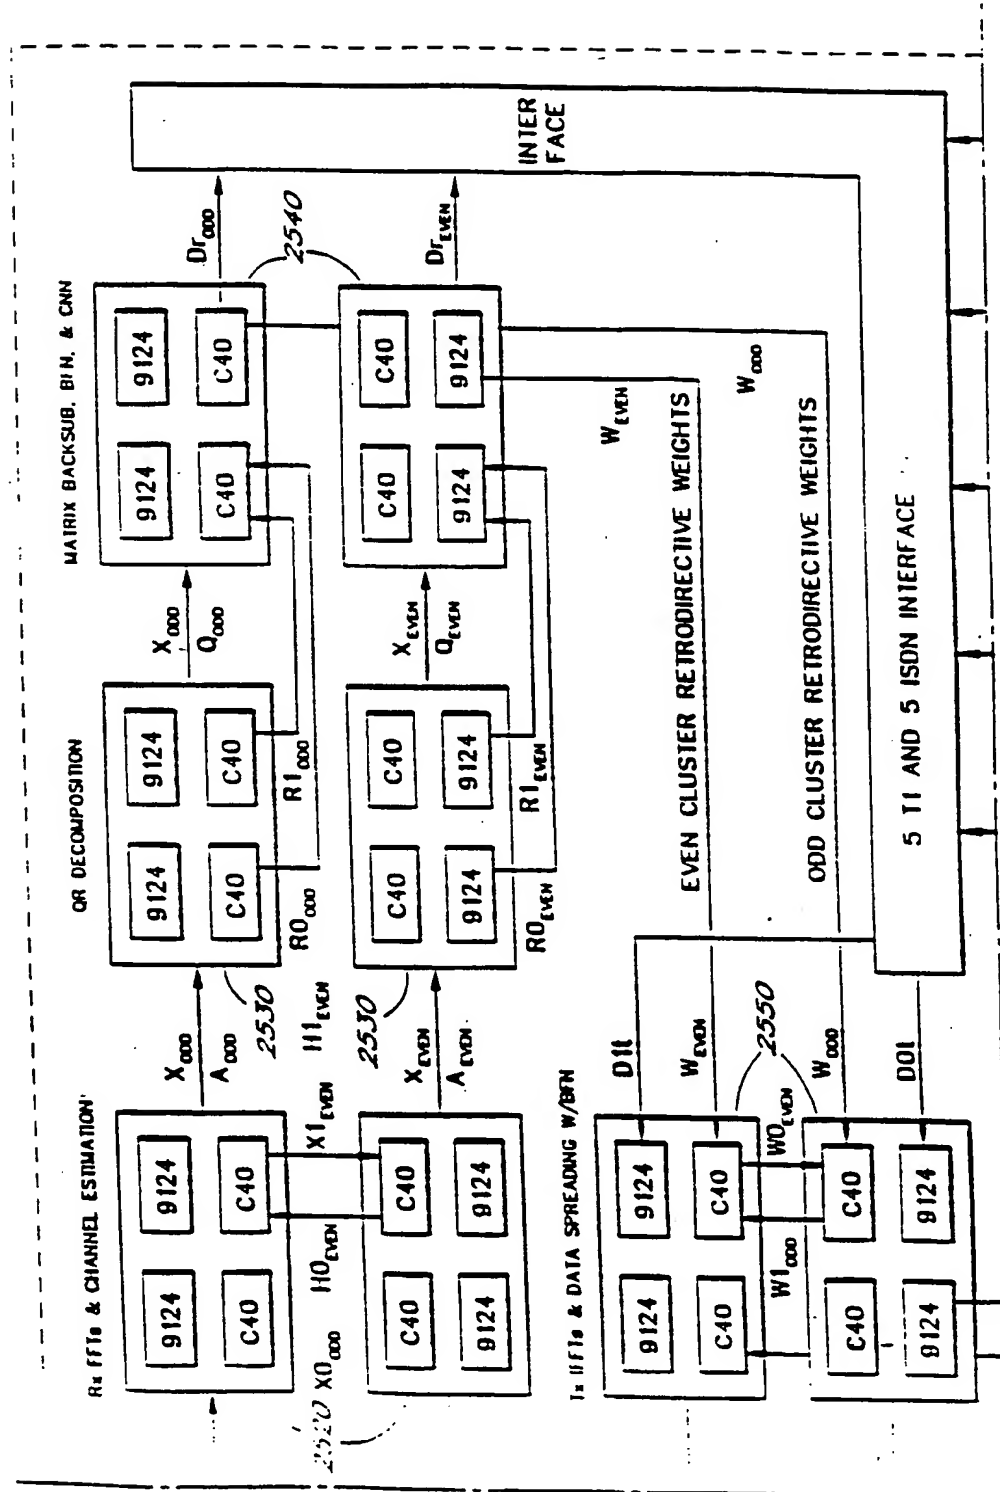 Rx FFTs & CHANNEL ESTIMATION
9124
9124
C40
C40
X1EVEN
H0EVEN
X0ODD
2520
C40
C40
9124
9124
XODD
AODD
2530
H1EVEN
2530
XEVEN
AEVEN
QR DECOMPOSITION
9124
9124
C40
C40
R0ODD
R1ODD
C40
C40
9124
9124
R0EVEN
R1EVEN
XODD
QODD
XEVEN
QEVEN
MATRIX BACKSUB, BIN, & CNN
9124
9124
C40
C40
C40
C40
9124
9124
DrODD
2540
DrEVEN
INTER
FACE
WEVEN
WODD
EVEN CLUSTER RETRODIRECTIVE WEIGHTS
ODD CLUSTER RETRODIRECTIVE WEIGHTS
5 T1 AND 5 ISDN INTERFACE
Tx IFFTs & DATA SPREADING W/BFN
9124
9124
C40
C40
W0EVEN
W1ODD
C40
C40
9124
9124
D1t
WEVEN
2550
WODD
D0t